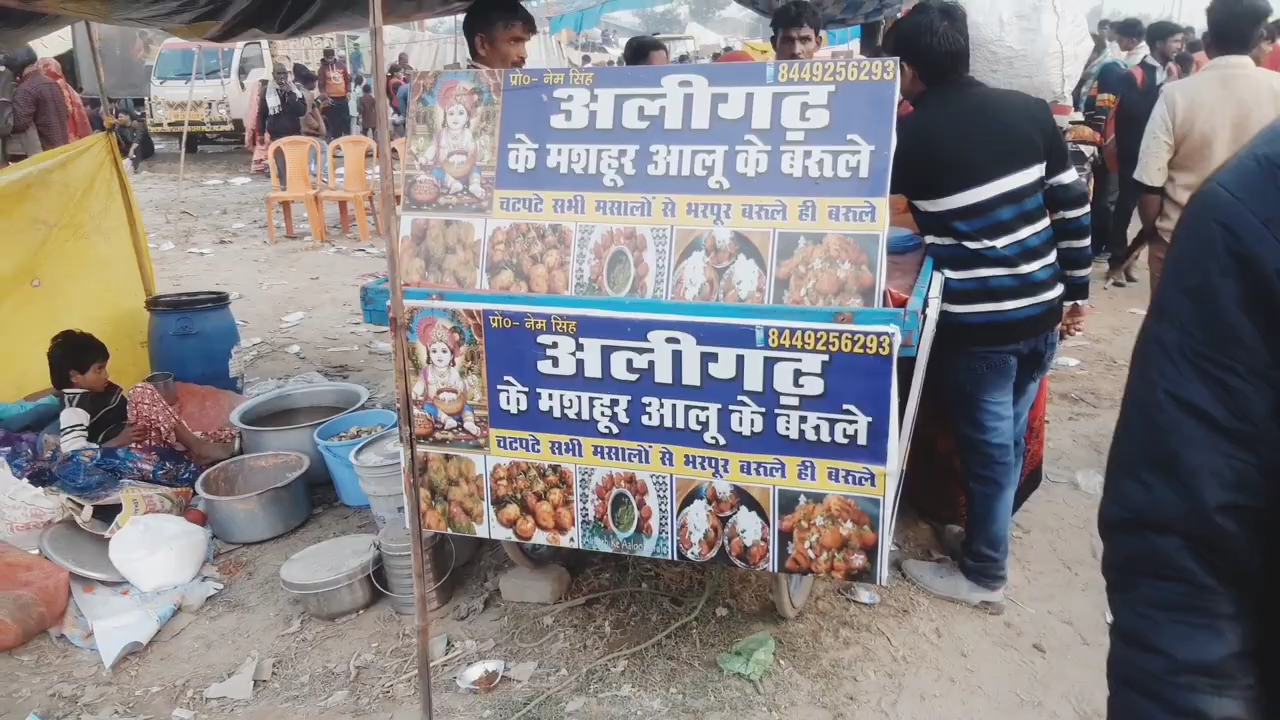 प्रो०- नेम सिंह
8449256293
अलीगढ़
के मशहूर आलू के बरूले
चटपटे सभी मसालों से भरपूर बरूले ही बरूले
प्रो०- नेम सिंह
8449256293
अलीगढ़
के मशहूर आलू के बरूले
चटपटे सभी मसालों से भरपूर बरूले ही बरूले